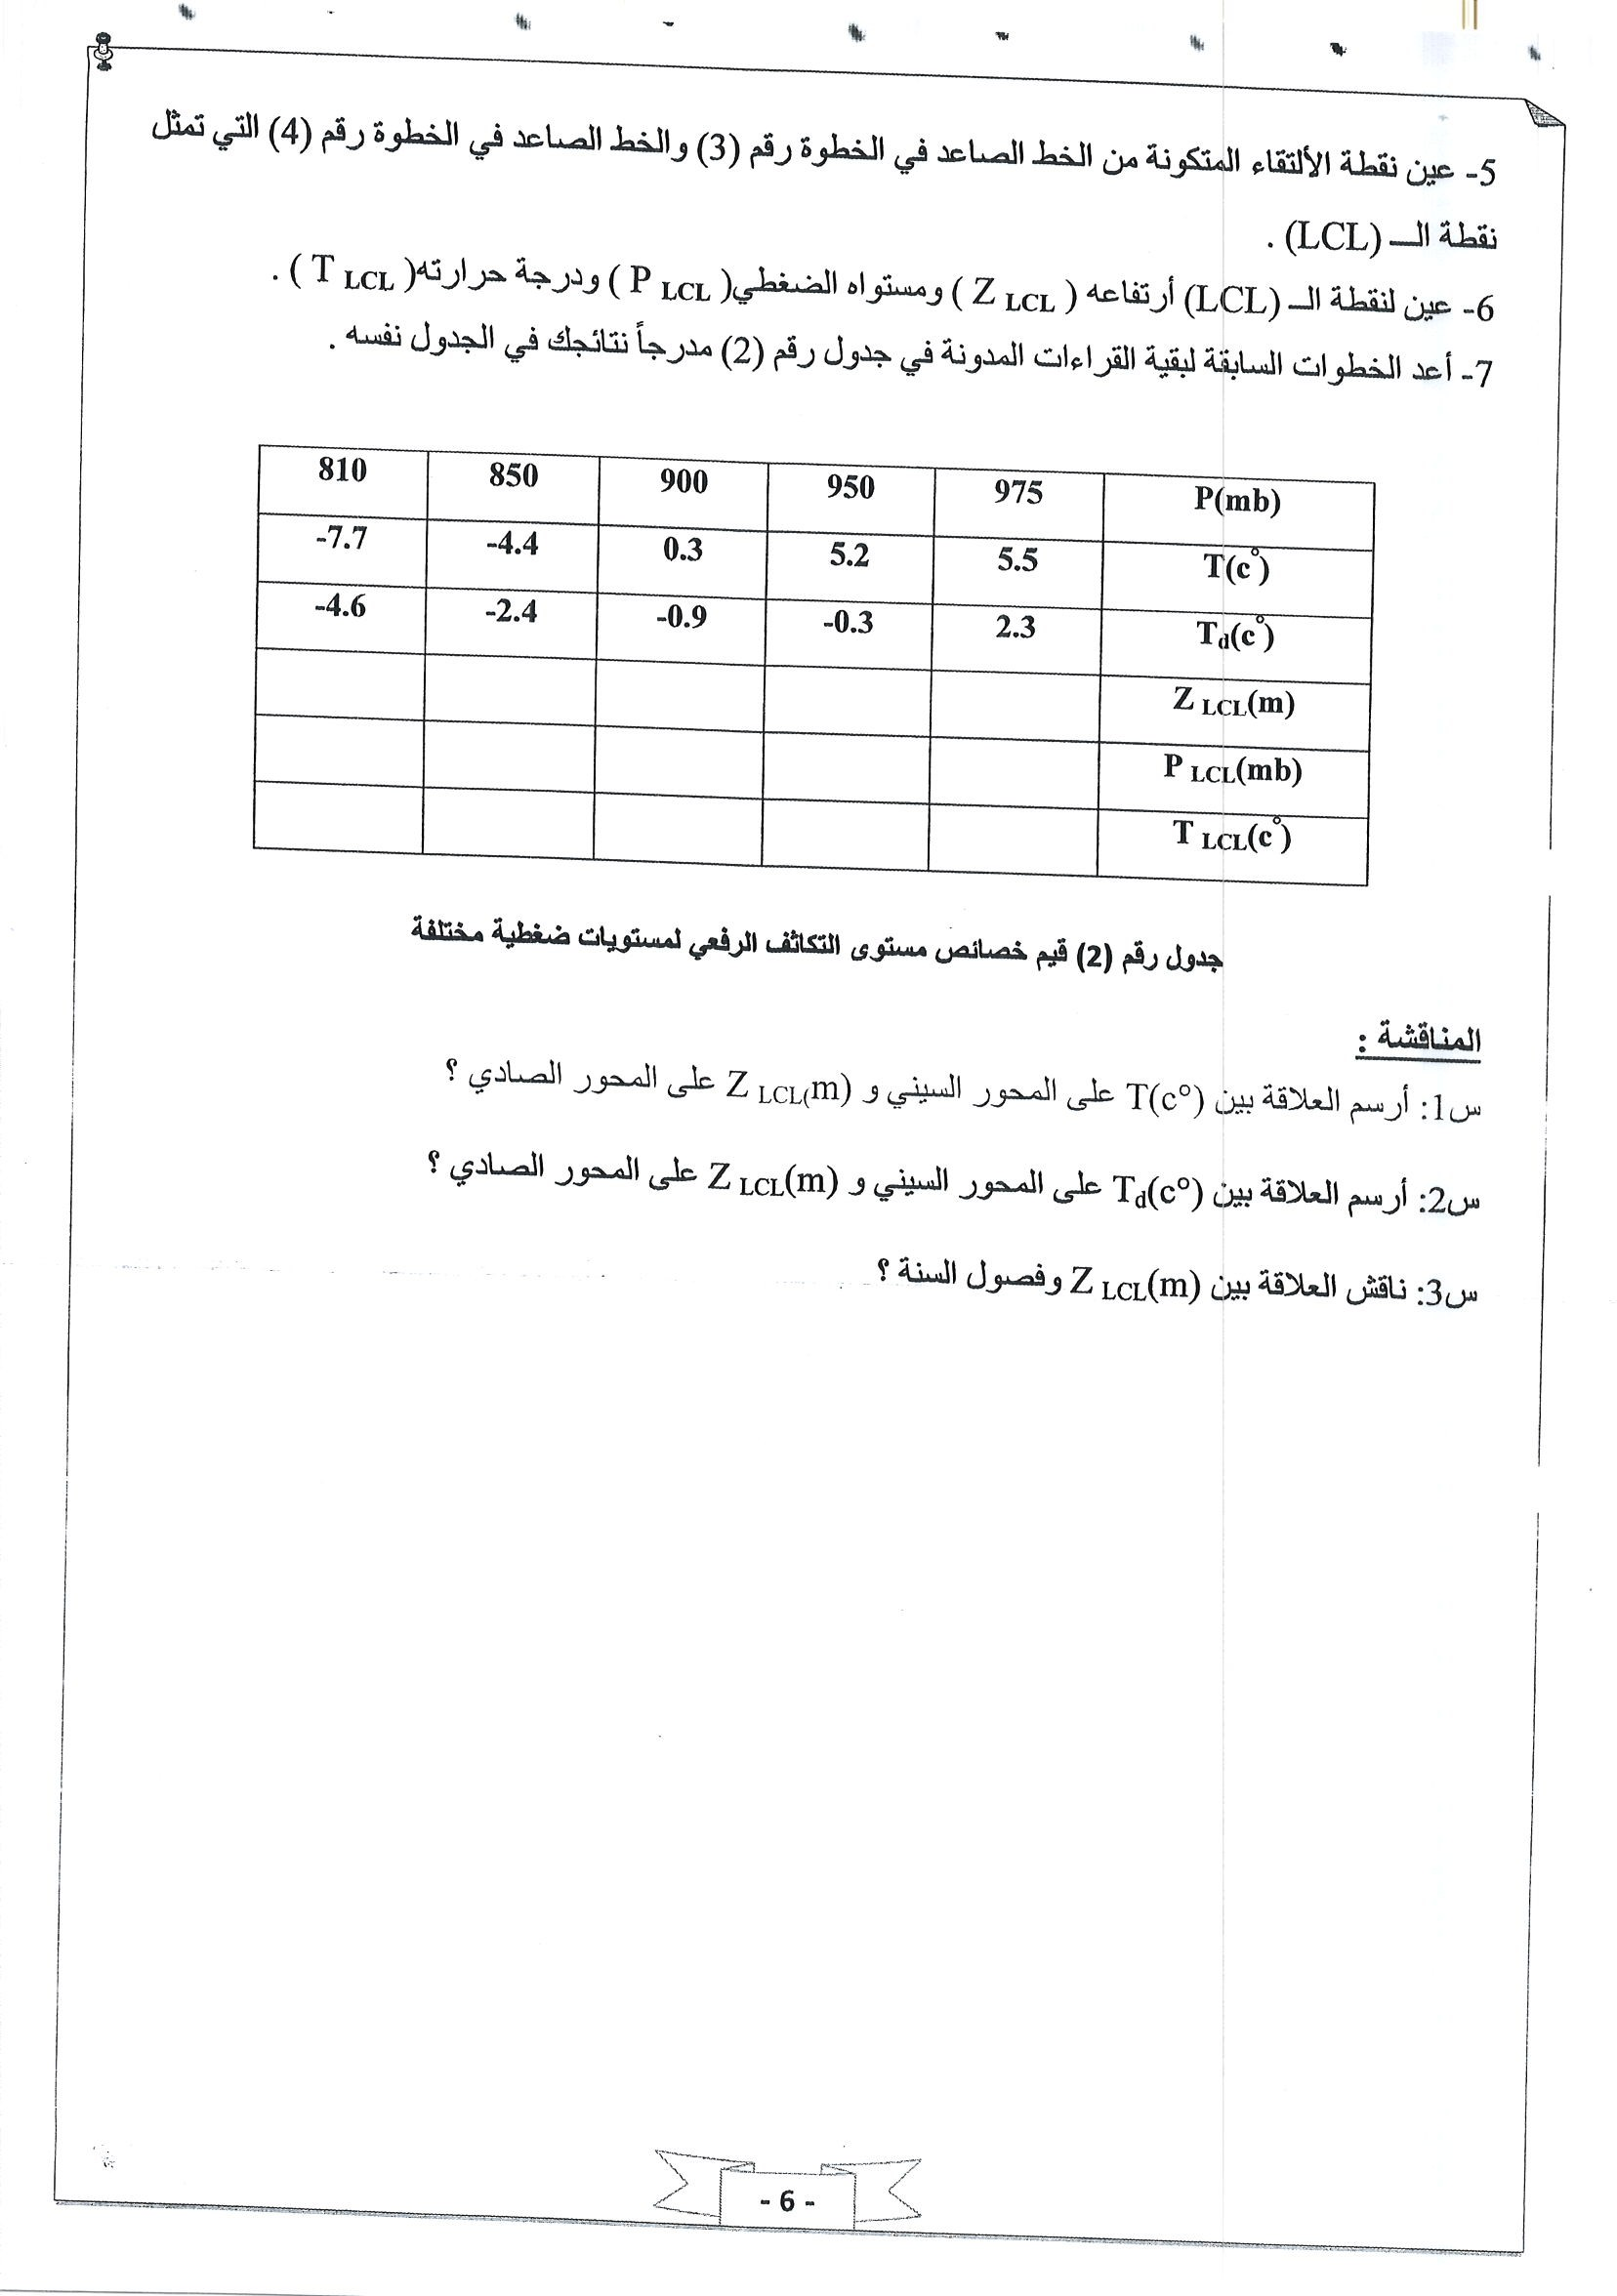 5- عين نقطة الألتقاء المتكونة من الخط الصاعد في الخطوة رقم (3) والخط الصاعد في الخطوة رقم (4) التي تمثل
نقطة الـــ (LCL) .
6- عين لنقطة الـ (LCL) أرتفاعه ( Z LCL ) ومستواه الضغطي( P LCL ) ودرجة حرارته( T LCL ) .
7- أعد الخطوات السابقة لبقية القراءات المدونة في جدول رقم (2) مدرجاً نتائجك في الجدول نفسه .
P(mb) 975 950 900 850 810
T(c°) 5.5 5.2 0.3 -4.4 -7.7
Td(c°) 2.3 -0.3 -0.9 -2.4 -4.6
Z LCL(m)
P LCL(mb)
T LCL(c°)
جدول رقم (2) قيم خصائص مستوى التكاثف الرفعي لمستويات ضغطية مختلفة
المناقشة :
س1: أرسم العلاقة بين T(c°) على المحور السيني و Z LCL(m) على المحور الصادي ؟
س2: أرسم العلاقة بين Td(c°) على المحور السيني و Z LCL(m) على المحور الصادي ؟
س3: ناقش العلاقة بين Z LCL(m) وفصول السنة ؟
- 6 -